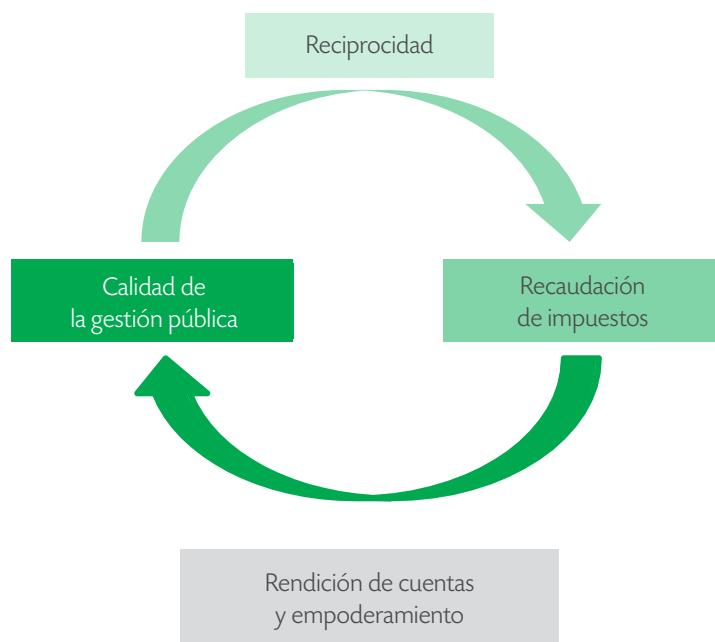 Reciprocidad
Calidad de
la gestión pública
Recaudación
de impuestos
Rendición de cuentas
y empoderamiento